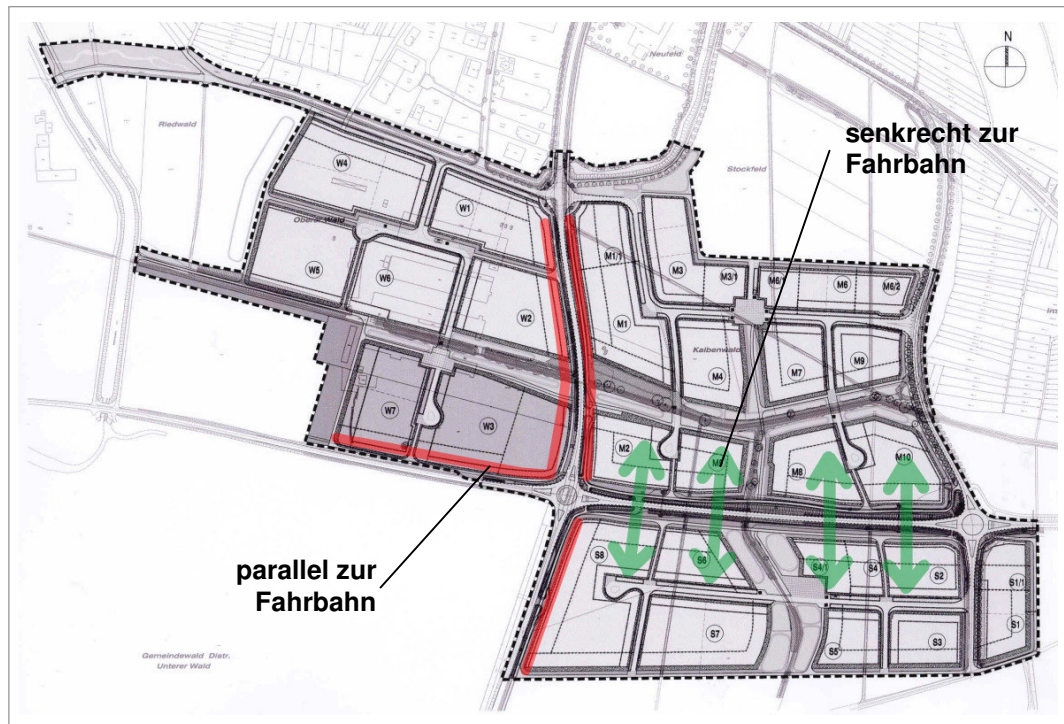 N
Neufeld
Riedwald
senkrecht zur
Fahrbahn
Stockfeld
W4
W1
Oberer Wald
M1/1
M3
M3/1
M6/1
M6
M6/2
W5
W6
W2
M1
Kalbenwald
M4
M7
M9
W7
W3
M2
M8
M10
parallel zur
Fahrbahn
S8
S6
S4/1
S4
S2
S1/1
S7
S5
S3
S1
Gemeindewald Distr.
Unterer Wald